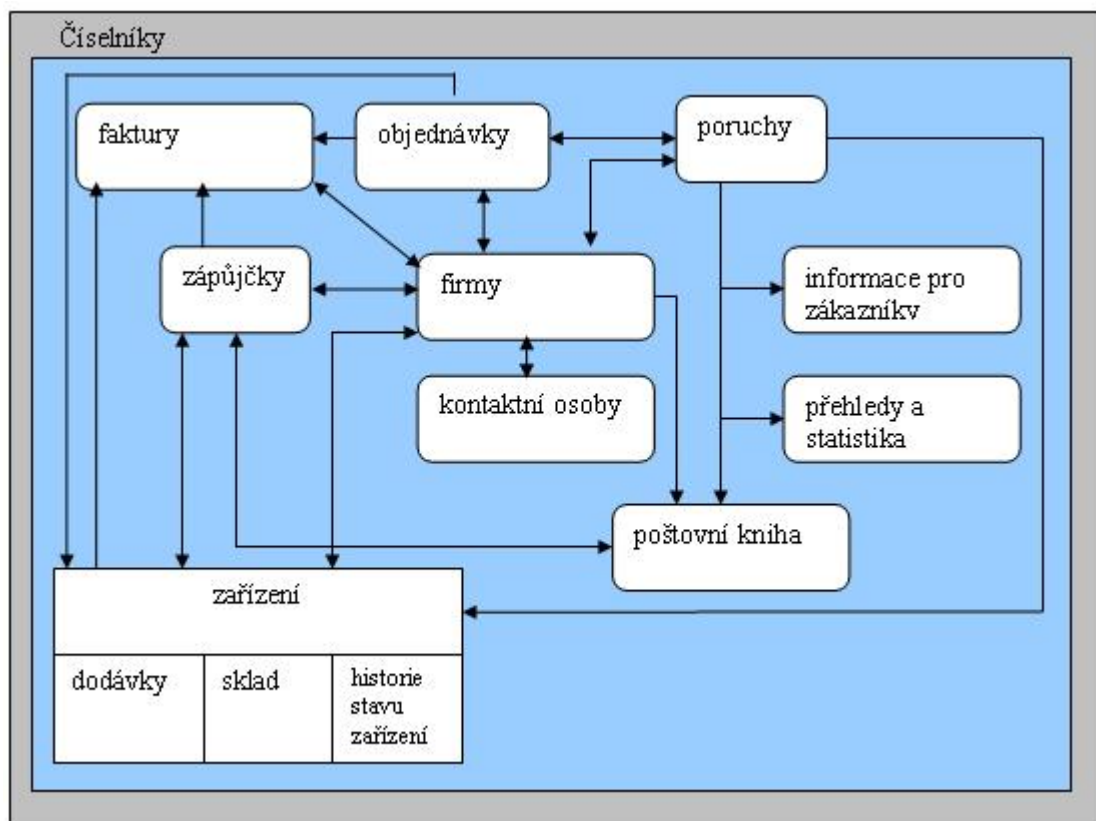 Číselníky
faktury
objednávky
poruchy
zápůjčky
firmy
informace pro
zákazníkv
kontaktní osoby
přehledy a
statistika
poštovní kniha
zařízení
dodávky
sklad
historie
stavu
zařízení